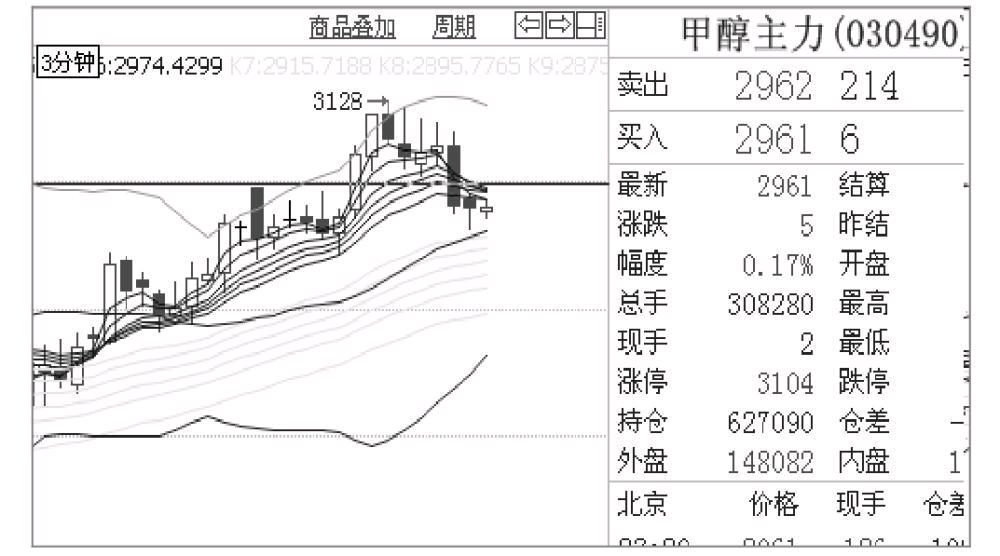 商品叠加 周期
甲醇主力(030490)
3分钟 6:2974.4299 K7:2915.7188 K8:2895.7765 K9:2875
3128
卖出 2962 214
买入 2961 6
最新 2961 结算
涨跌 5 昨结
幅度 0.17% 开盘
总手 308280 最高
现手 2 最低
涨停 3104 跌停
持仓 627090 仓差
外盘 148082 内盘
北京 价格 现手 仓差